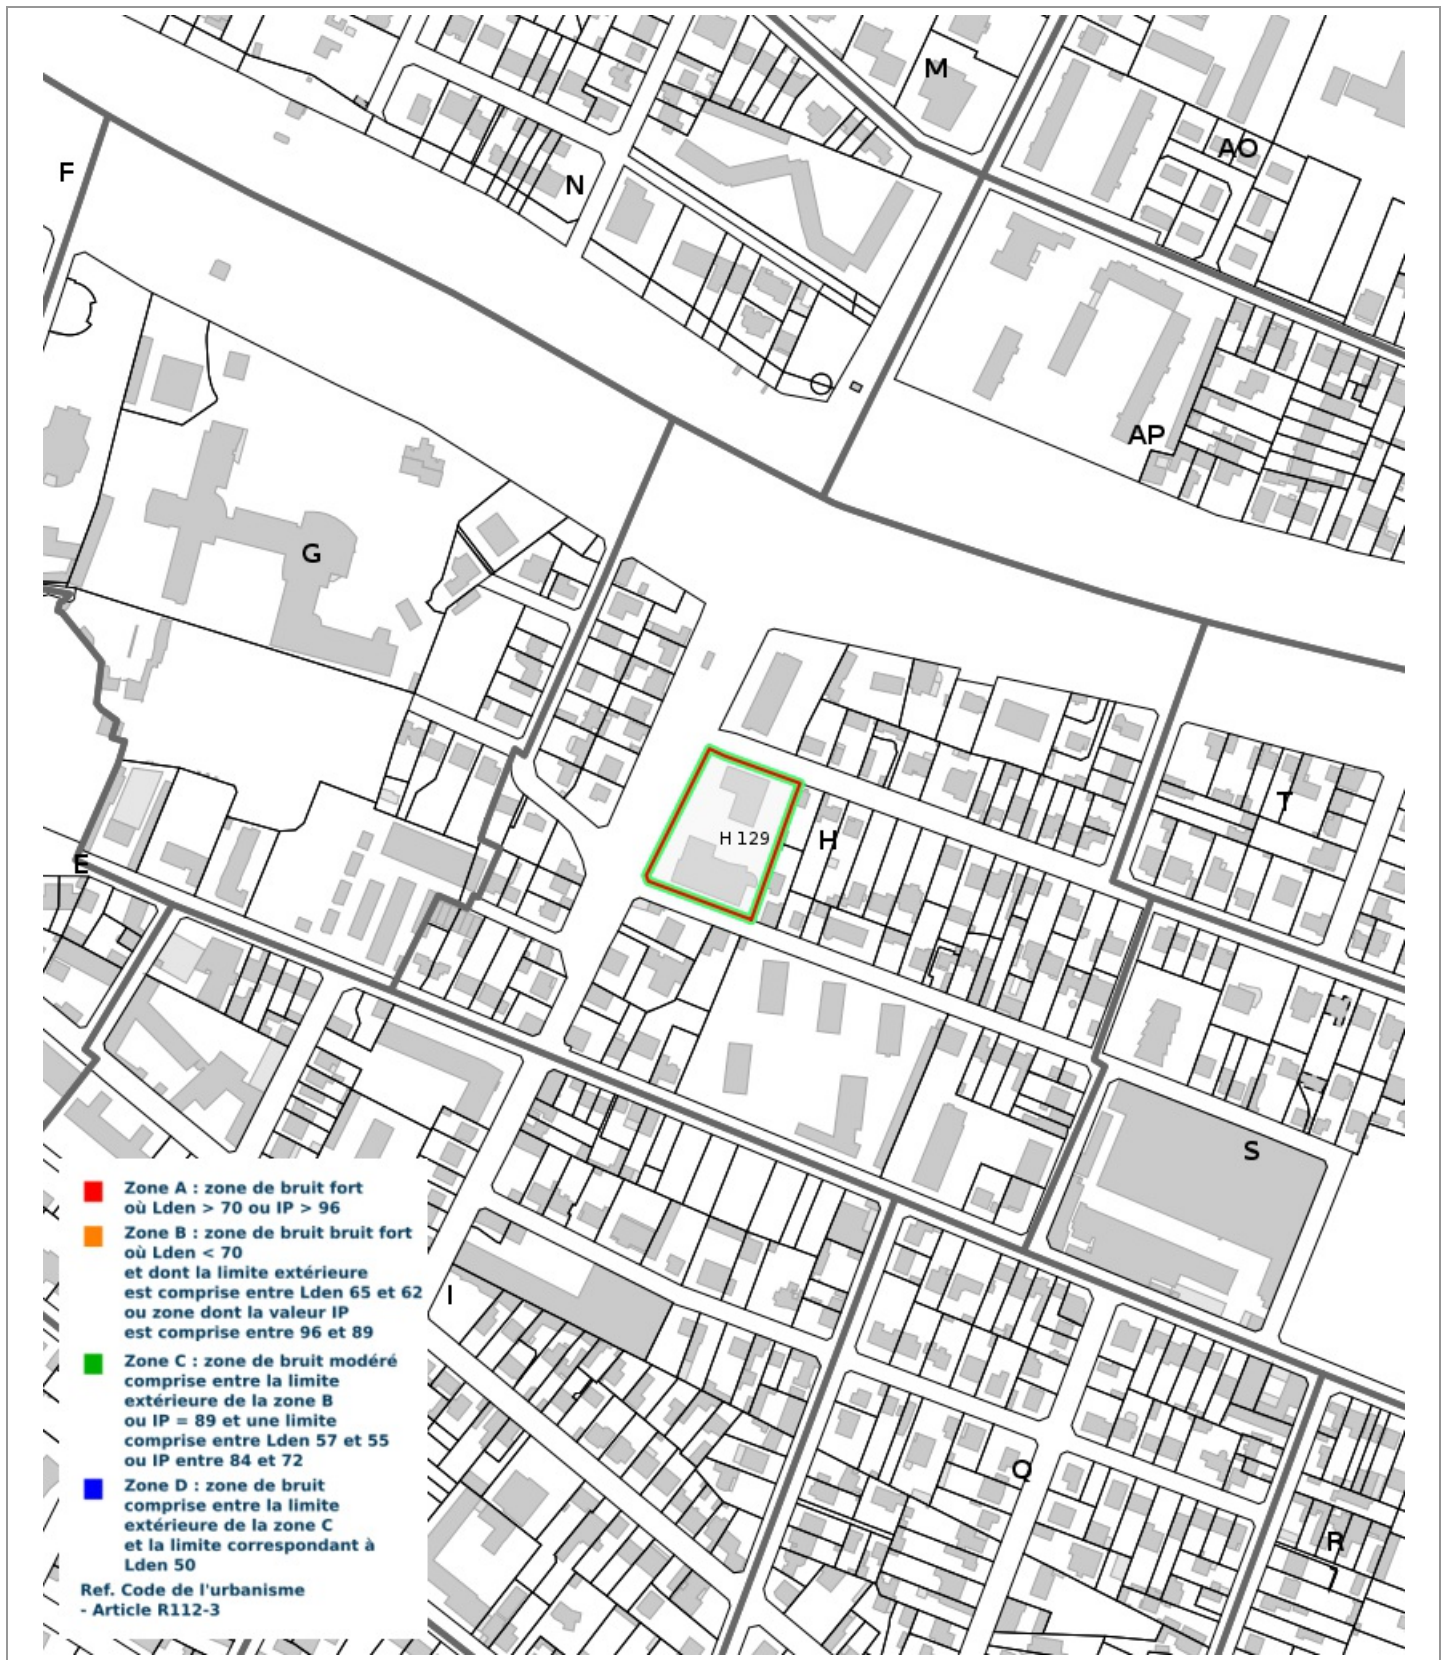 M
AO
F
N
AP
G
T
H 129
H
E
S
Zone A : zone de bruit fort
où Lden > 70 ou IP > 96
Zone B : zone de bruit bruit fort
où Lden < 70
et dont la limite extérieure
est comprise entre Lden 65 et 62
ou zone dont la valeur IP
est comprise entre 96 et 89
Zone C : zone de bruit modéré
comprise entre la limite
extérieure de la zone B
ou IP = 89 et une limite
comprise entre Lden 57 et 55
ou IP entre 84 et 72
Zone D : zone de bruit
comprise entre la limite
extérieure de la zone C
et la limite correspondant à
Lden 50
Ref. Code de l'urbanisme
- Article R112-3
I
Q
R